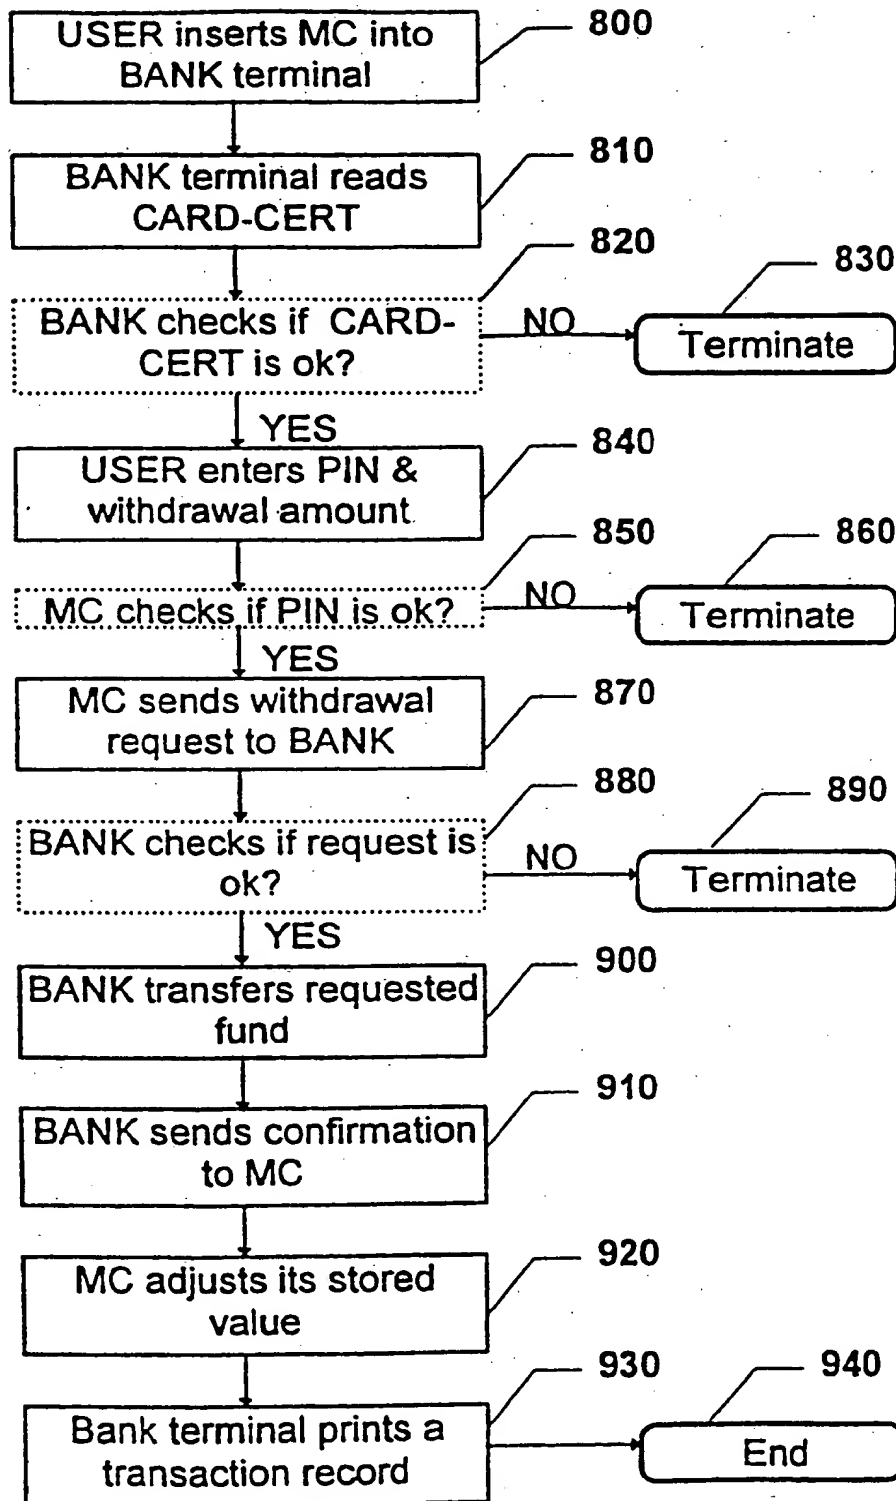 USER inserts MC into
BANK terminal
800
BANK terminal reads
CARD-CERT
810
BANK checks if CARD-
CERT is ok?
820
NO
830
Terminate
YES
USER enters PIN &
withdrawal amount
840
MC checks if PIN is ok?
850
NO
860
Terminate
YES
MC sends withdrawal
request to BANK
870
BANK checks if request is
ok?
880
NO
890
Terminate
YES
BANK transfers requested
fund
900
BANK sends confirmation
to MC
910
MC adjusts its stored
value
920
Bank terminal prints a
transaction record
930
940
End